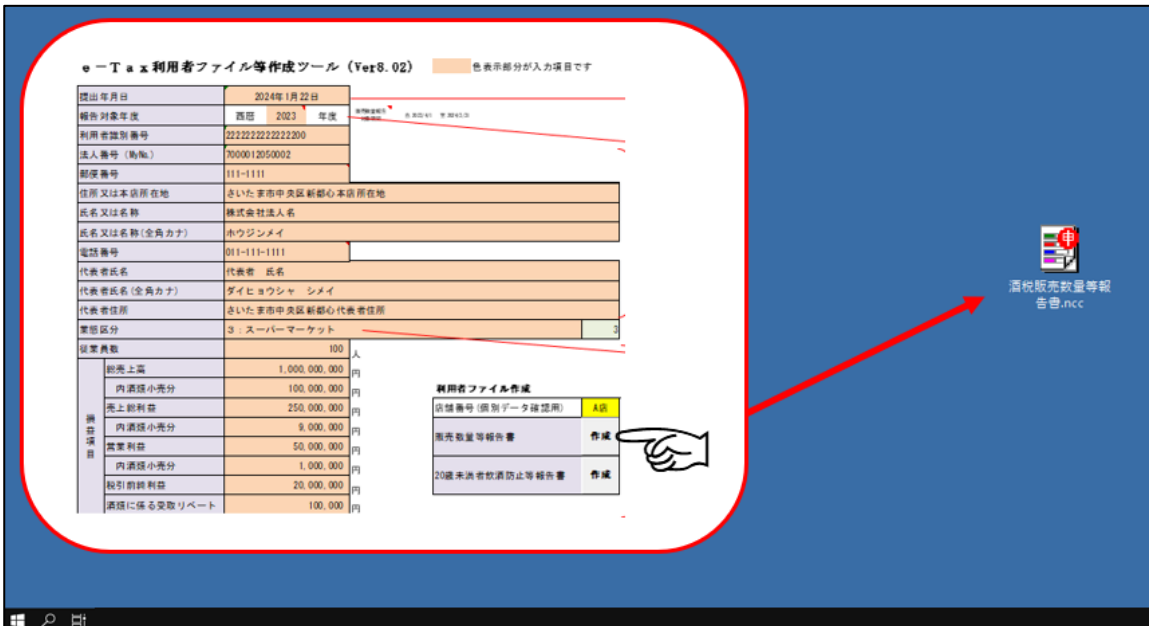 e－Tax利用者ファイル等作成ツール（Ver8.02） 色表示部分が入力項目です
提出年月日 2024年1月22日
報告対象年度 西暦 2023 年度
利用者識別番号 2222222222222200
法人番号（MyNo.） 7000012050002
郵便番号 111-1111
住所又は本店所在地 さいたま市中央区新都心本店所在地
氏名又は名称 株式会社法人名
氏名又は名称(全角カナ) ホウジンメイ
電話番号 011-111-1111
代表者氏名 代表者 氏名
代表者氏名(全角カナ) ダイヒョウシャ シメイ
代表者住所 さいたま市中央区新都心代表者住所
業態区分 3：スーパーマーケット 3
従業員数 100 人
損益項目
総売上高 1,000,000,000 円
内酒類小売分 100,000,000 円
売上総利益 250,000,000 円
内酒類小売分 9,000,000 円
営業利益 50,000,000 円
内酒類小売分 1,000,000 円
税引前純利益 20,000,000 円
酒類に係る受取リベート 100,000 円
利用者ファイル作成
店舗番号(個別データ確認用) A店
販売数量等報告書 作成
20歳未満者飲酒防止等報告書 作成
酒税販売数量等報
告書.ncc